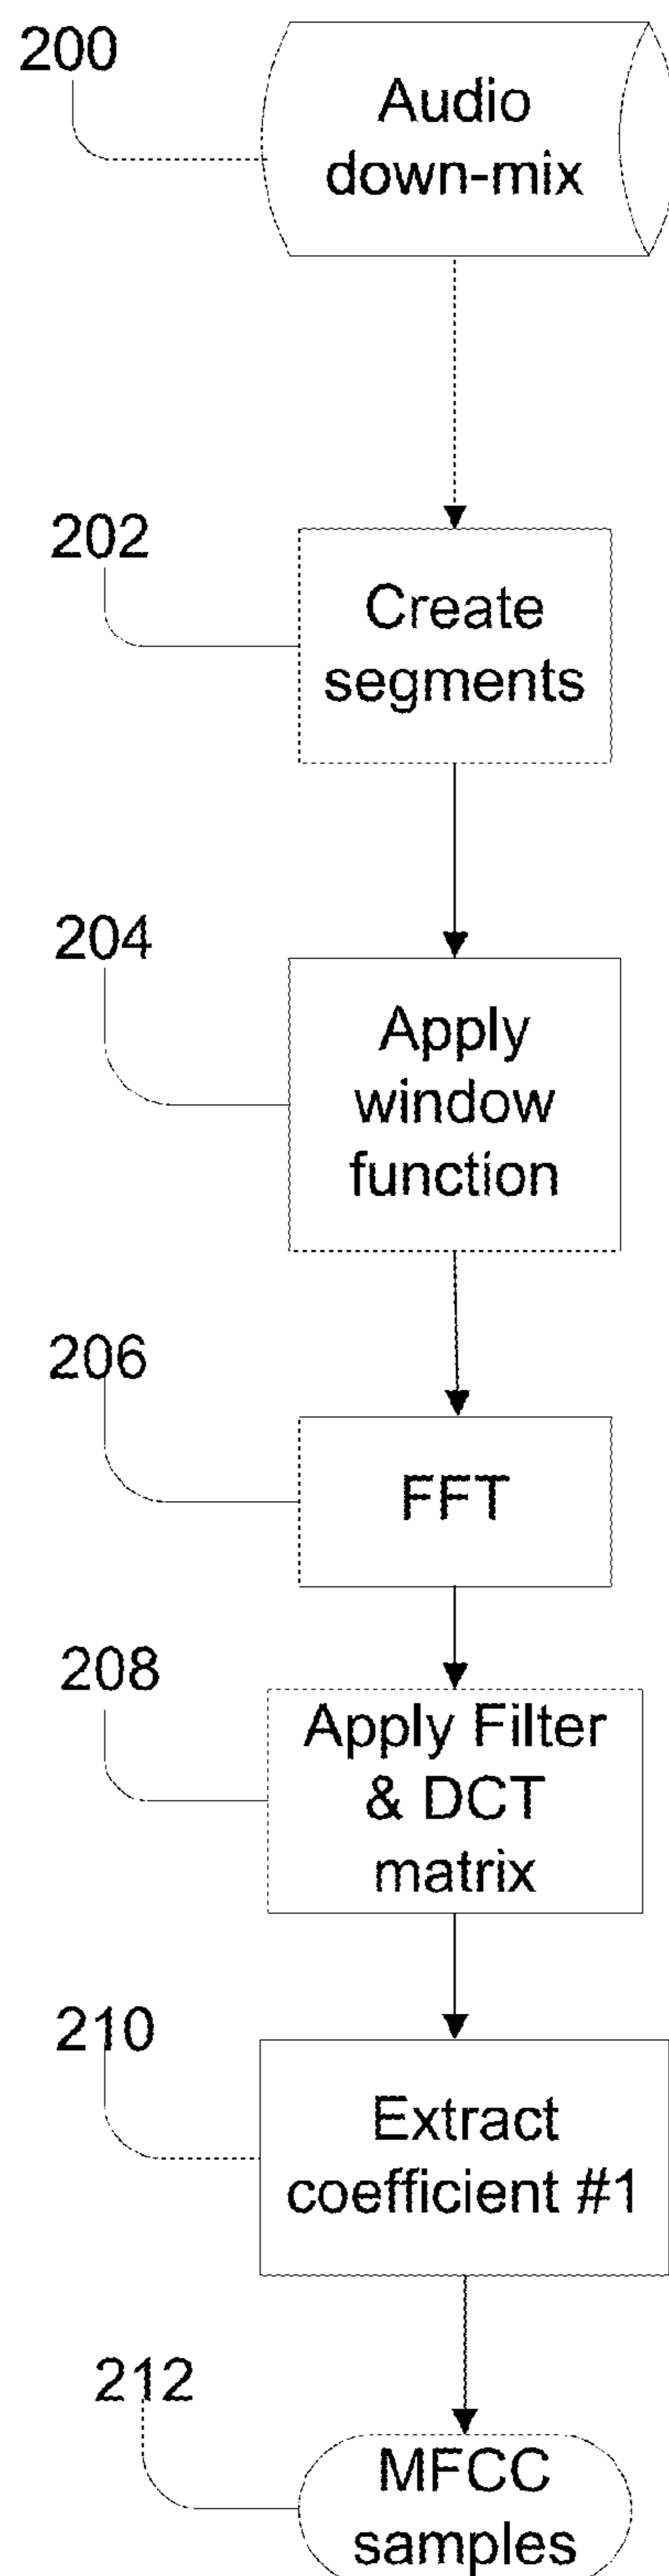 200
Audio
down-mix
202
Create
segments
204
Apply
window
function
206
FFT
208
Apply Filter
& DCT
matrix
210
Extract
coefficient #1
212
MFCC
samples